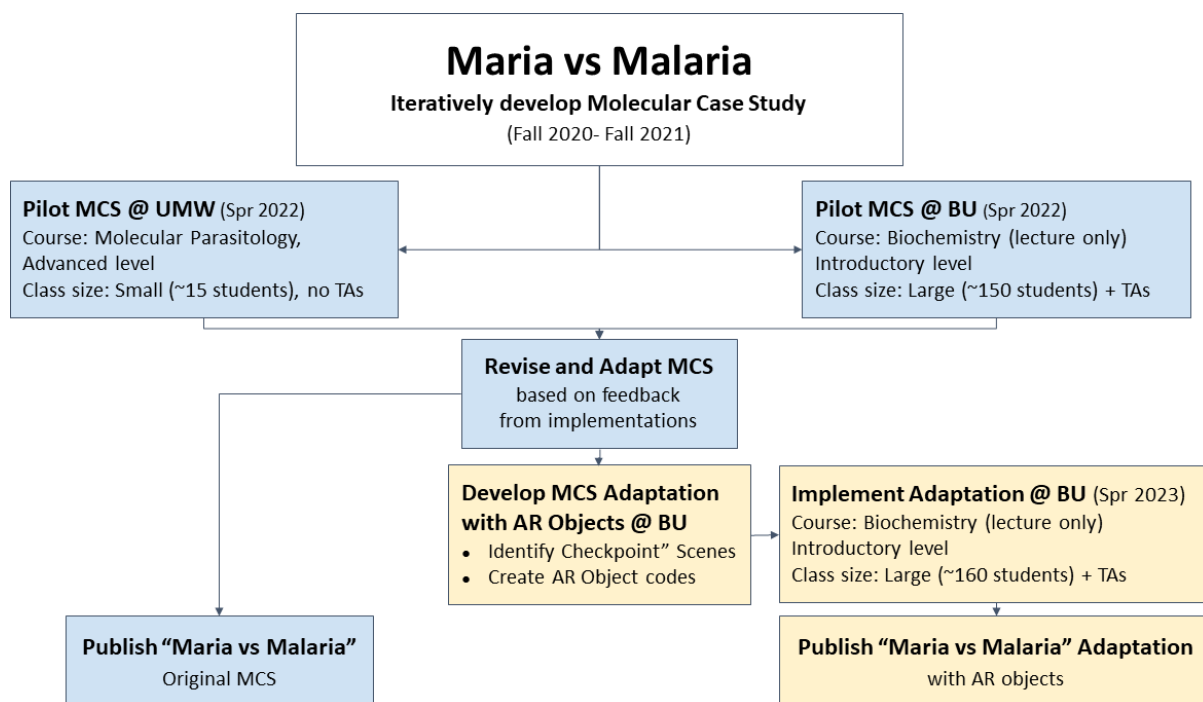 Maria vs Malaria
Iteratively develop Molecular Case Study
(Fall 2020- Fall 2021)
Pilot MCS @ UMW (Spr 2022)
Course: Molecular Parasitology,
Advanced level
Class size: Small (~15 students), no TAs
Pilot MCS @ BU (Spr 2022)
Course: Biochemistry (lecture only)
Introductory level
Class size: Large (~150 students) + TAs
Revise and Adapt MCS
based on feedback
from implementations
Develop MCS Adaptation
with AR Objects @ BU
• Identify Checkpoint” Scenes
• Create AR Object codes
Implement Adaptation @ BU (Spr 2023)
Course: Biochemistry (lecture only)
Introductory level
Class size: Large (~160 students) + TAs
Publish “Maria vs Malaria”
Original MCS
Publish “Maria vs Malaria” Adaptation
with AR objects